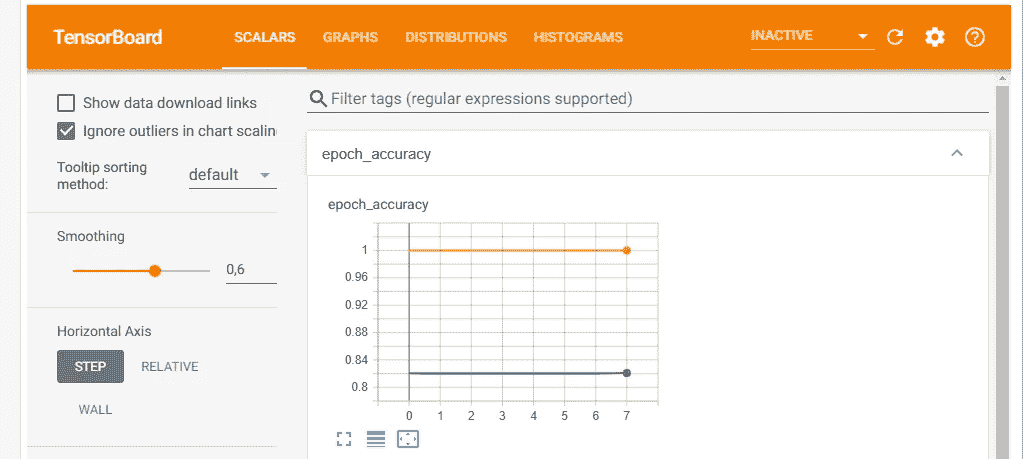 TensorBoard
SCALARS GRAPHS DISTRIBUTIONS HISTOGRAMS
INACTIVE
Show data download links
Ignore outliers in chart scalin
Tooltip sorting
method:
default
Smoothing
0,6
Horizontal Axis
STEP RELATIVE
WALL
Filter tags (regular expressions supported)
epoch_accuracy
epoch_accuracy
1
0.96
0.92
0.88
0.84
0.8
0 1 2 3 4 5 6 7